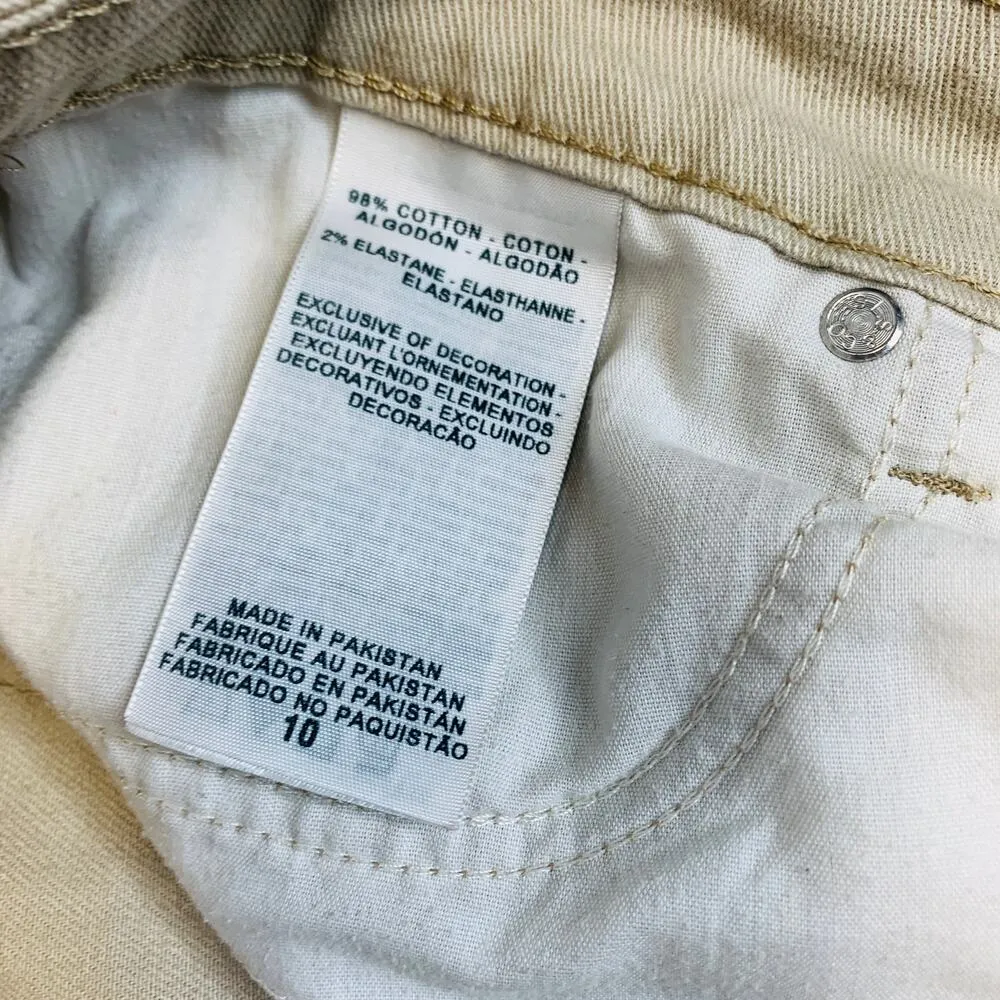 98% COTTON - COTON -
ALGODÓN - ALGODÃO
2% ELASTANE - ELASTHANNE -
ELASTANO
EXCLUSIVE OF DECORATION -
EXCLUANT L'ORNEMENTATION -
EXCLUYENDO ELEMENTOS
DECORATIVOS - EXCLUINDO
DECORACÃO
MADE IN PAKISTAN
FABRIQUE AU PAKISTAN
FABRICADO EN PAKISTÁN
FABRICADO NO PAQUISTÃO
10